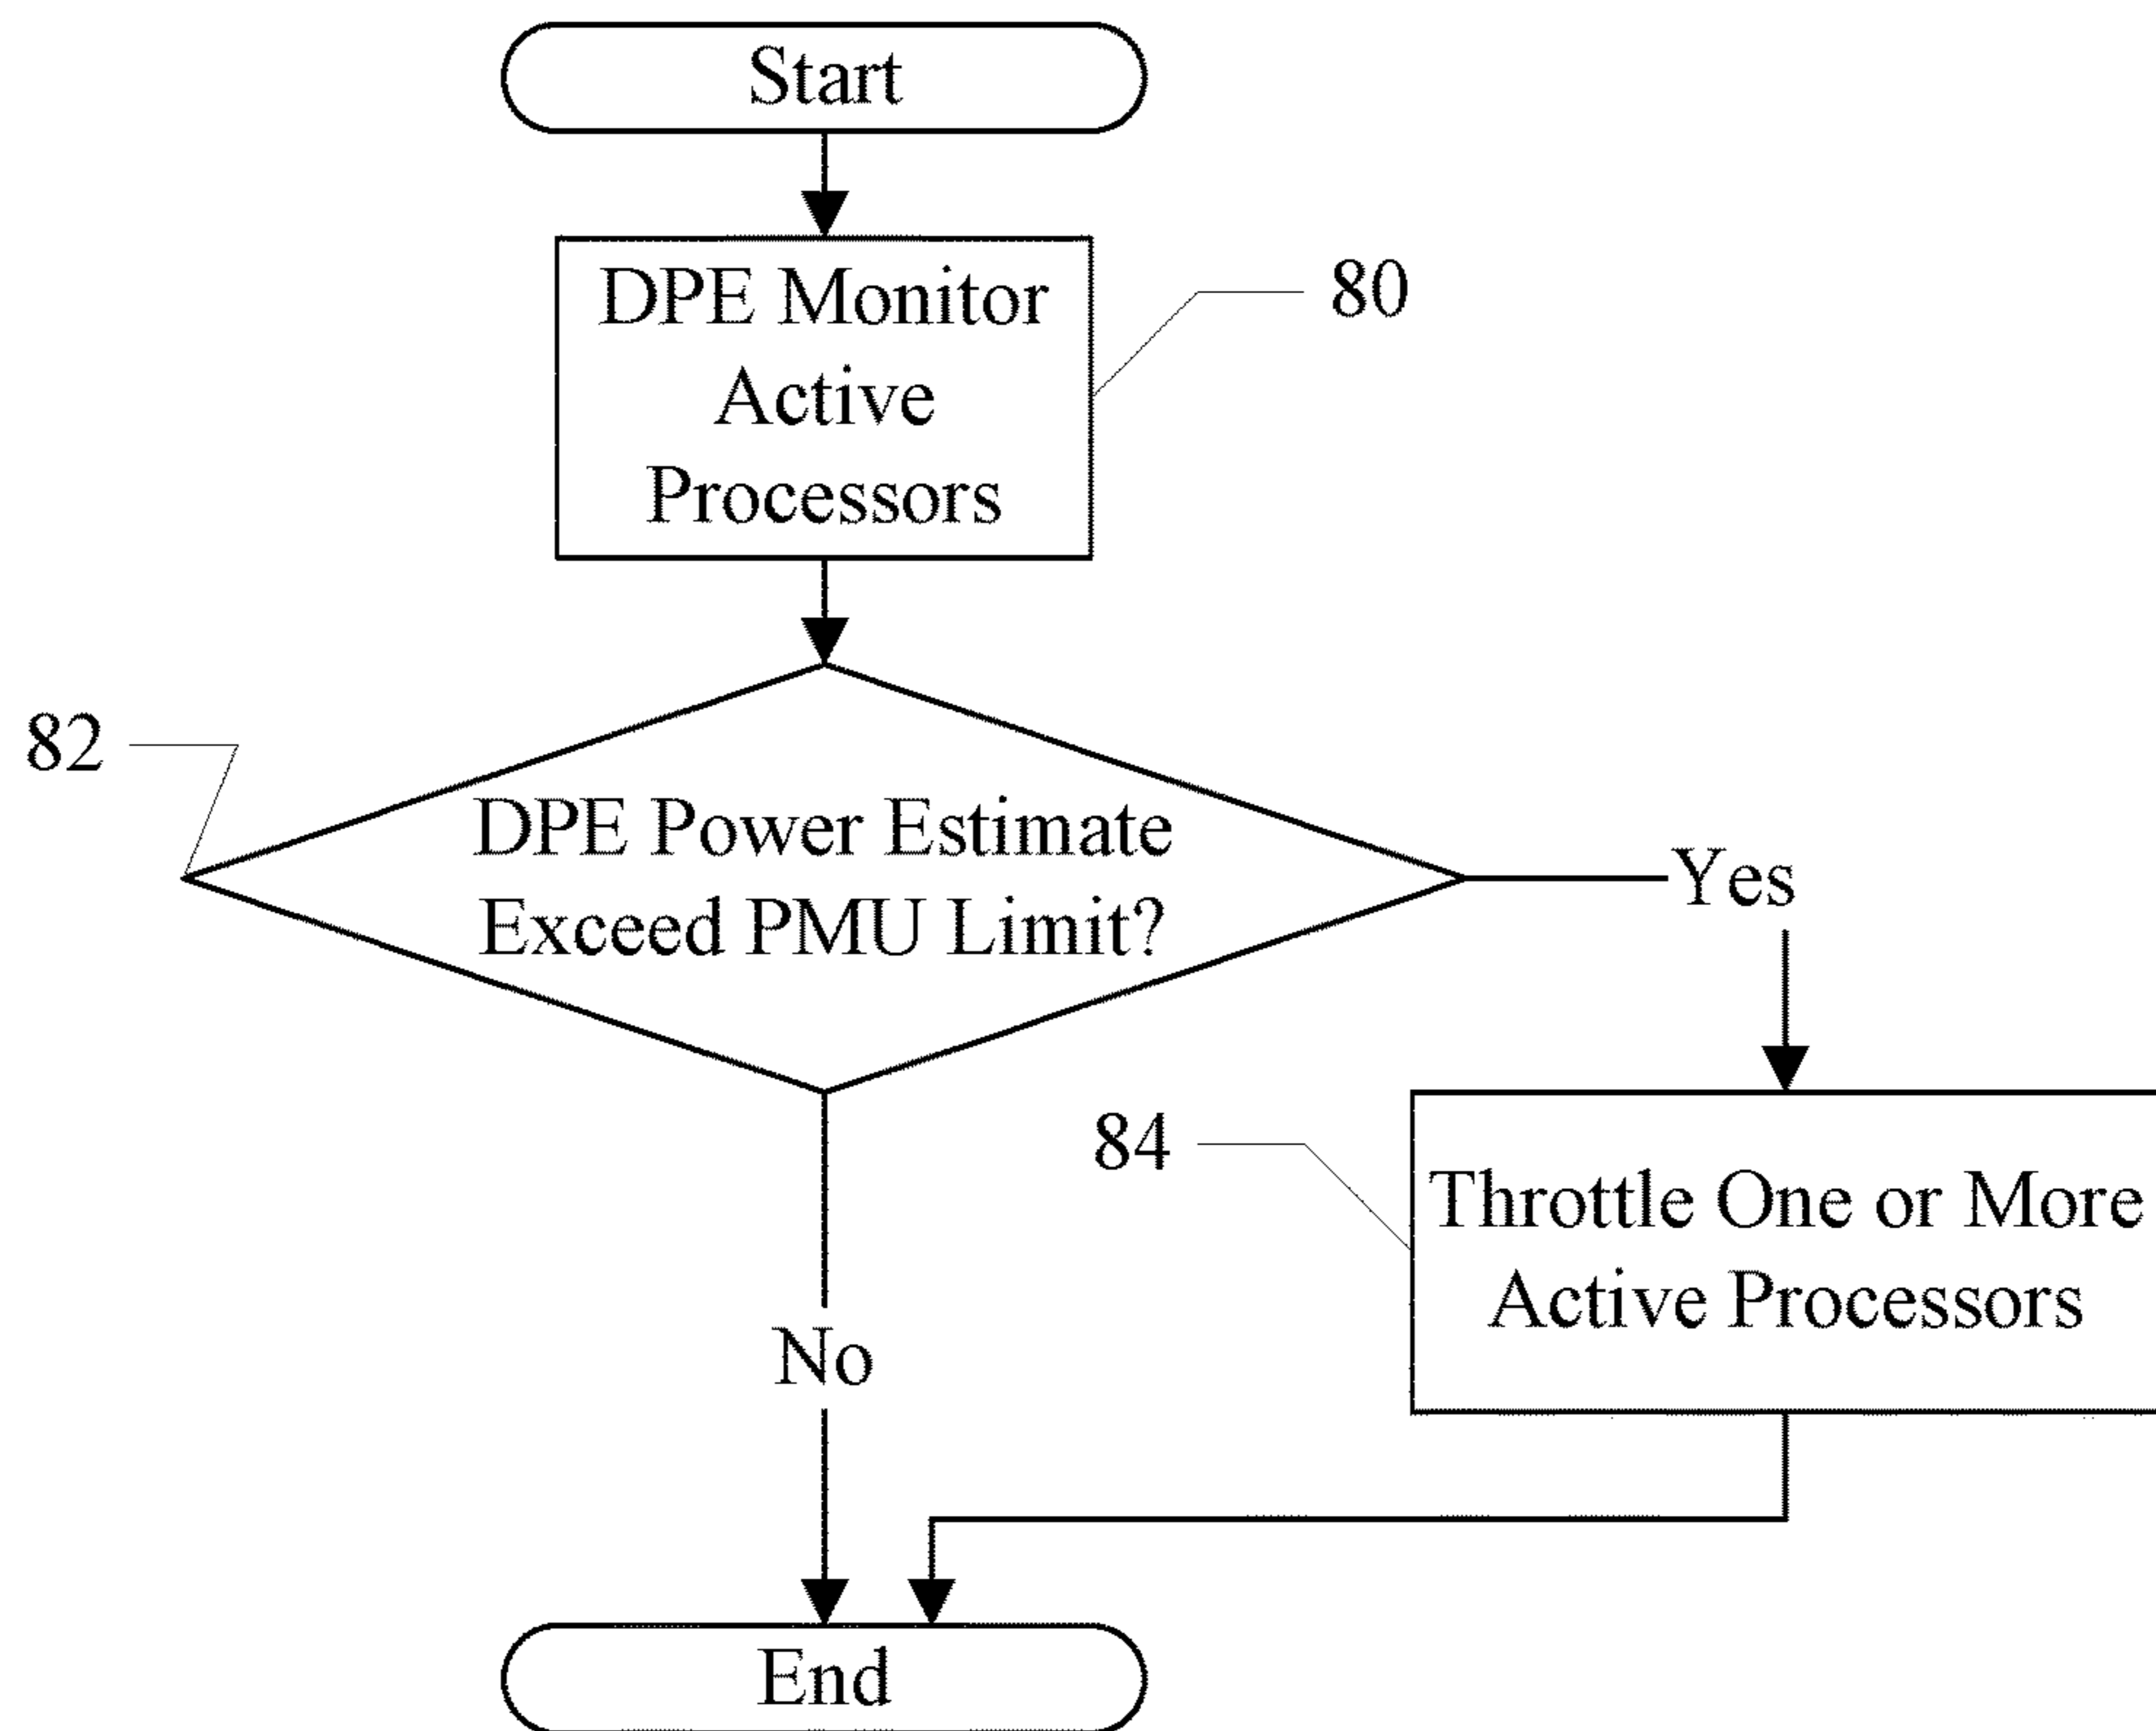 Start
DPE Monitor
Active
Processors
80
82
DPE Power Estimate
Exceed PMU Limit?
Yes
84
Throttle One or More
Active Processors
No
End